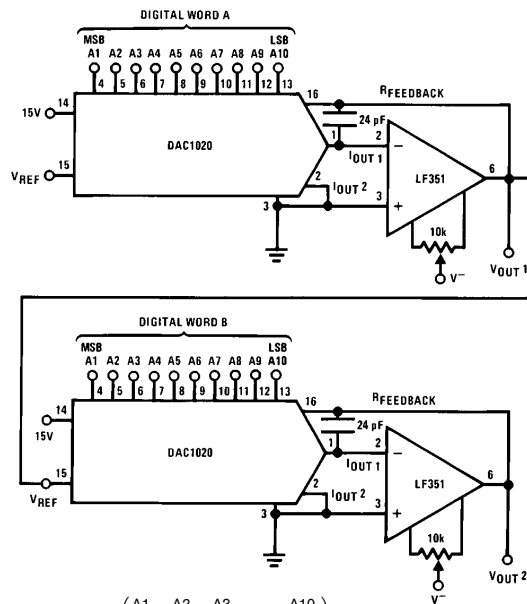 DIGITAL WORD A
MSB LSB
A1 A2 A3 A4 A5 A6 A7 A8 A9 A10
4 5 6 7 8 9 10 11 12 13
15V 14
16 RFEEDBACK
24 pF
DAC1020
1 2
IOUT 1
VREF 15
2 IOUT 2
3 3
LF351
6
10k
V−
VOUT 1
DIGITAL WORD B
MSB LSB
A1 A2 A3 A4 A5 A6 A7 A8 A9 A10
4 5 6 7 8 9 10 11 12 13
14
15V
16 RFEEDBACK
24 pF
DAC1020
1 2
IOUT 1
15
VREF
2 IOUT 2
3 3
LF351
6
10k
V−
VOUT 2
(A1 A2 A3 A10)